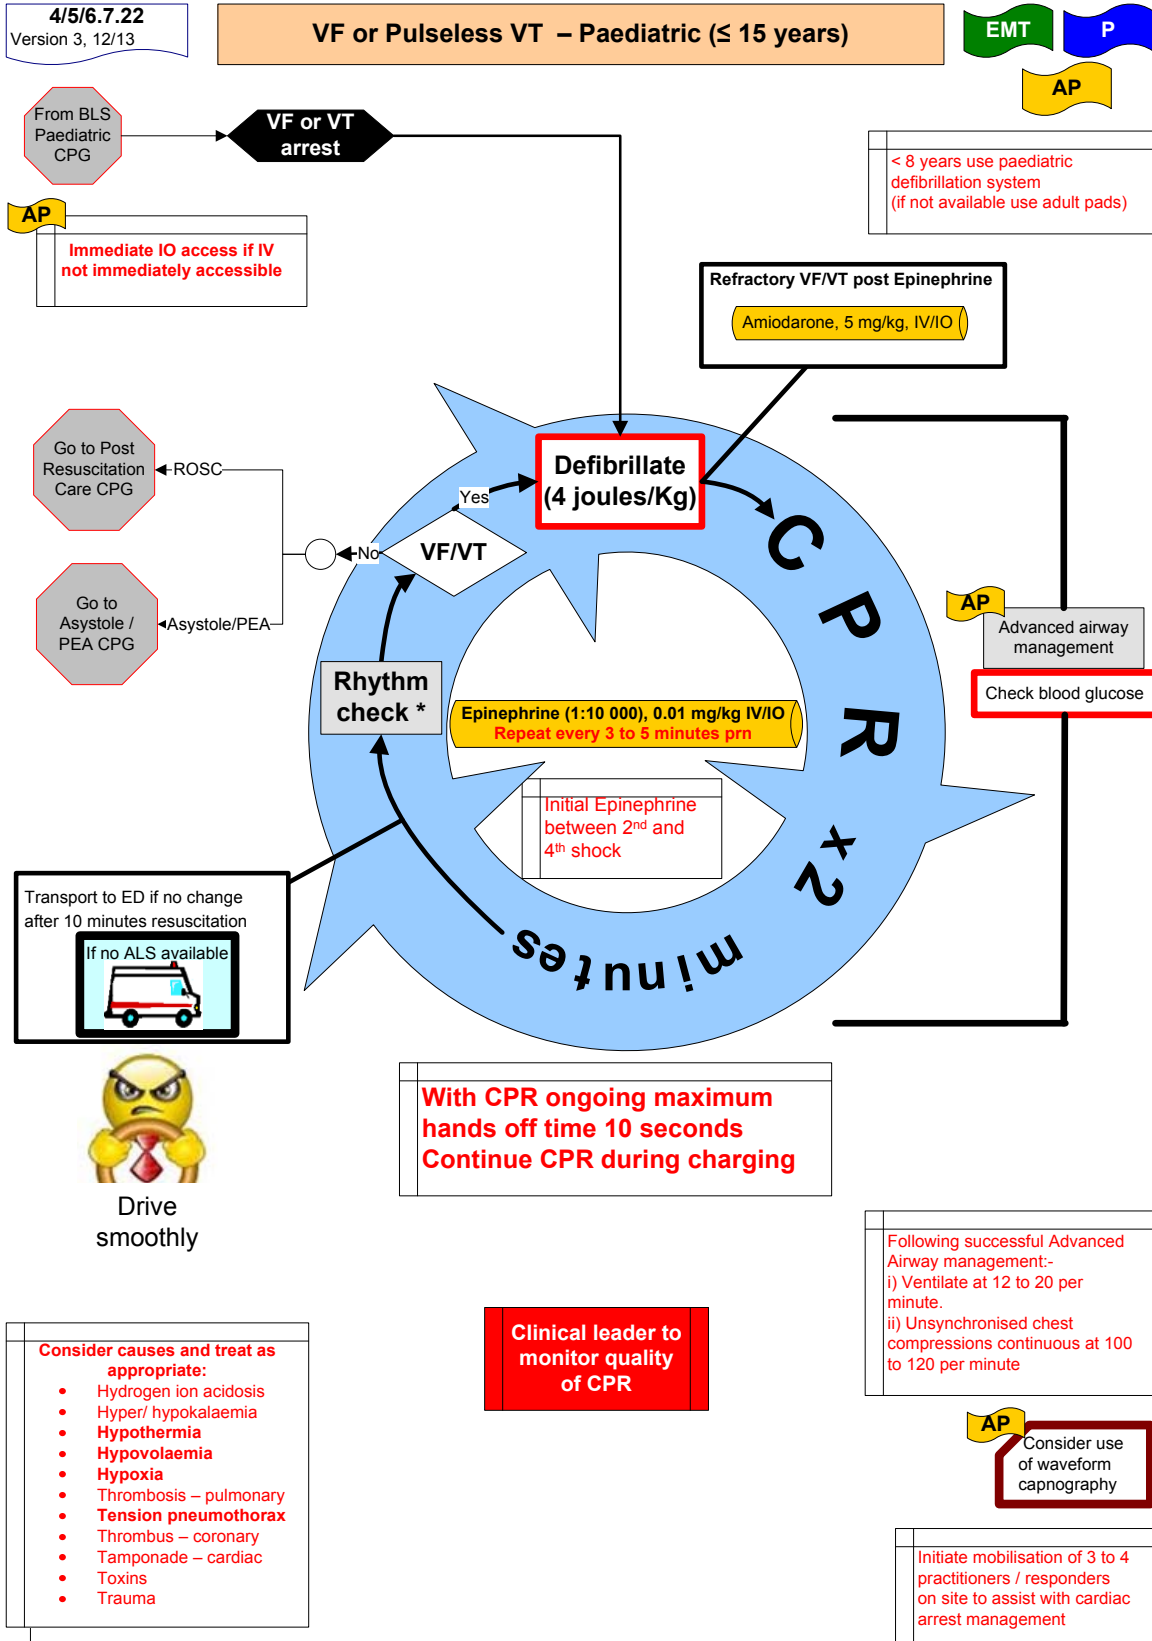 4/5/6.7.22
Version 3, 12/13
VF or Pulseless VT – Paediatric (≤ 15 years)
EMT
P
AP
From BLS
Paediatric
CPG
VF or VT
arrest
< 8 years use paediatric
defibrillation system
(if not available use adult pads)
AP
Immediate IO access if IV
not immediately accessible
Refractory VF/VT post Epinephrine
Amiodarone, 5 mg/kg, IV/IO
Go to Post
Resuscitation
Care CPG
ROSC
Defibrillate
(4 joules/Kg)
Yes
VF/VT
No
Go to
Asystole /
PEA CPG
Asystole/PEA
Rhythm
check *
CPR x2 minutes
Epinephrine (1:10 000), 0.01 mg/kg IV/IO
Repeat every 3 to 5 minutes prn
Initial Epinephrine
between 2nd and
4th shock
AP
Advanced airway
management
Check blood glucose
Transport to ED if no change
after 10 minutes resuscitation
If no ALS available
Drive
smoothly
With CPR ongoing maximum
hands off time 10 seconds
Continue CPR during charging
Following successful Advanced
Airway management:-
i) Ventilate at 12 to 20 per
minute.
ii) Unsynchronised chest
compressions continuous at 100
to 120 per minute
Clinical leader to
monitor quality
of CPR
Consider causes and treat as
appropriate:
• Hydrogen ion acidosis
• Hyper/ hypokalaemia
• Hypothermia
• Hypovolaemia
• Hypoxia
• Thrombosis – pulmonary
• Tension pneumothorax
• Thrombus – coronary
• Tamponade – cardiac
• Toxins
• Trauma
AP
Consider use
of waveform
capnography
Initiate mobilisation of 3 to 4
practitioners / responders
on site to assist with cardiac
arrest management